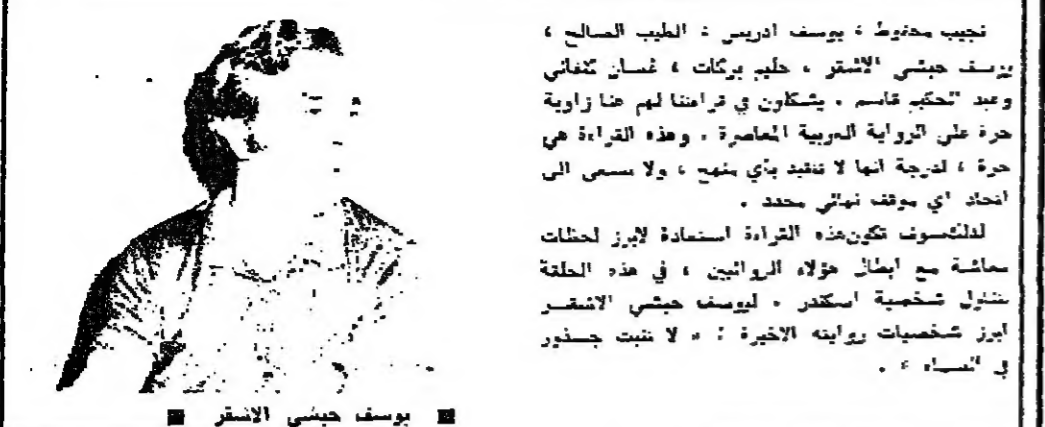 نجيب محفوظ ، يوسف ادريس ، الطيب الصالح ،
يوسف حبشي الاشقر ، حليم بركات ، غسان كنفاني
وعبد الحكيم قاسم . يشكلون في قراءتنا لهم هنا زاوية
حرة على الرواية العربية المعاصرة . وهذه القراءة هي
حرة ، لدرجة انها لا تتقيد بأي منهج ، ولا تسعى الى
اتخاذ اي موقف نهائي محدد .
لذلك سوف تكون هذه القراءة استعادة لابرز لحظات
معاشة مع ابطال هؤلاء الروائيين ، في هذه الحلقة
نتناول شخصية اسكندر . ليوسف حبشي الاشقر
ابرز شخصيات روايته الاخيرة : « لا تنبت جذور
في السماء » .
يوسف حبشي الاشقر